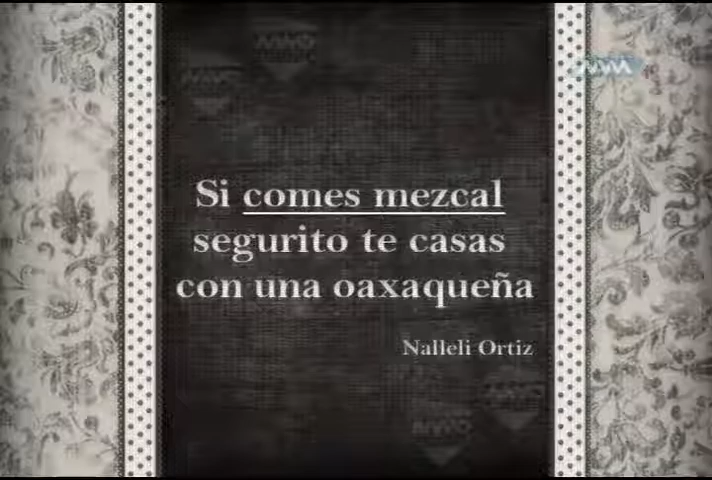 Si comes mezcal
segurito te casas
con una oaxaqueña
Nalleli Ortiz